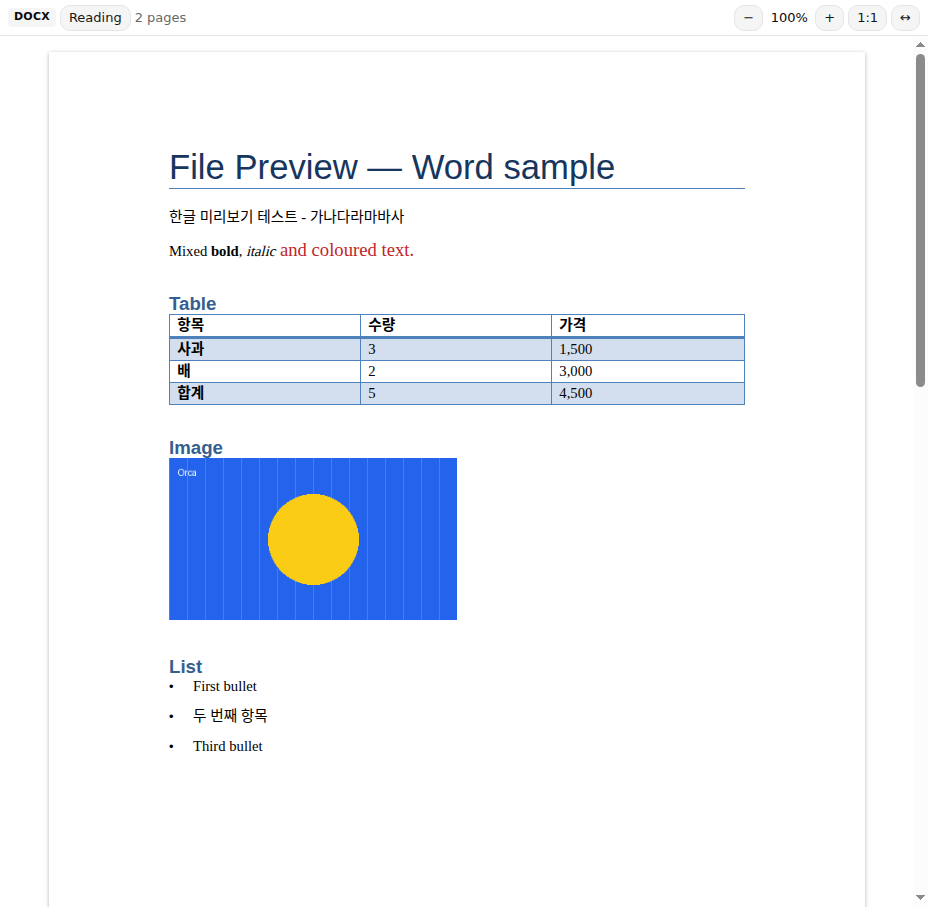 DOCX Reading 2 pages − 100% + 1:1 ↔
File Preview — Word sample
한글 미리보기 테스트 - 가나다라마바사
Mixed bold, italic and coloured text.
Table
항목 수량 가격
사과 3 1,500
배 2 3,000
합계 5 4,500
Image
Orca
List
• First bullet
• 두 번째 항목
• Third bullet